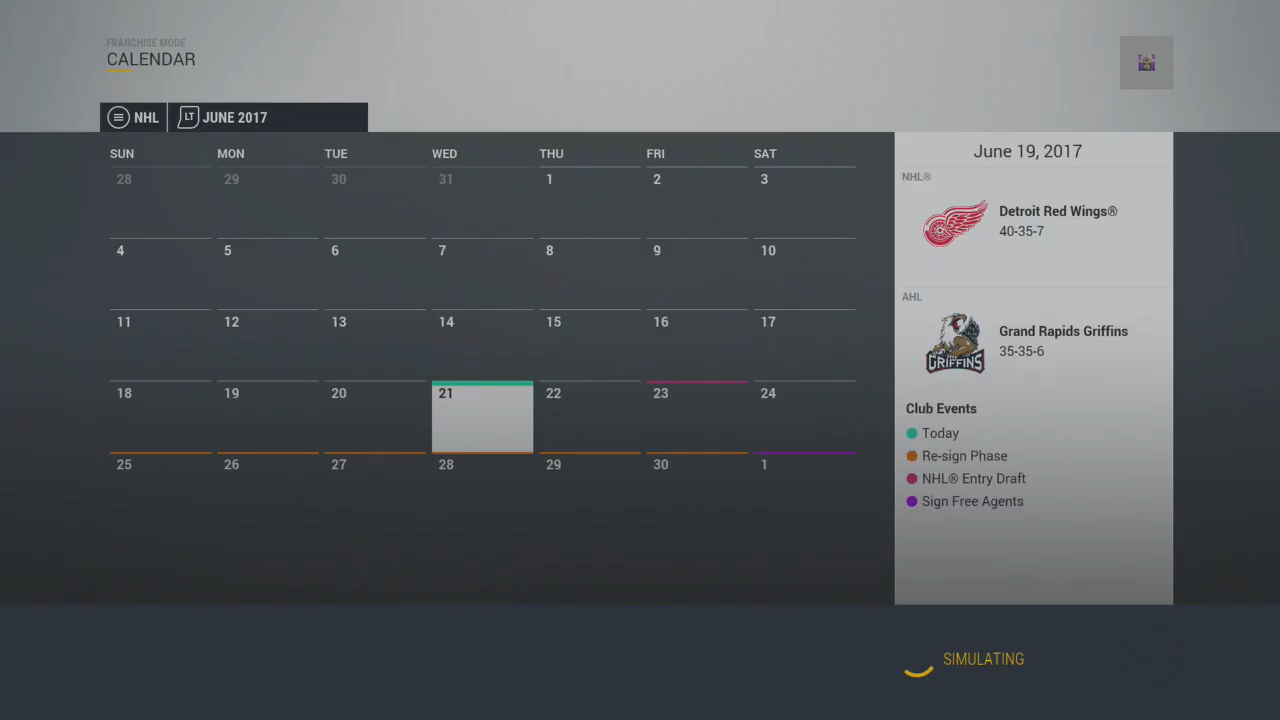 FRANCHISE MODE
CALENDAR
NHL LT JUNE 2017
SUN MON TUE WED THU FRI SAT
28 29 30 31 1 2 3
4 5 6 7 8 9 10
11 12 13 14 15 16 17
18 19 20 21 22 23 24
25 26 27 28 29 30 1
June 19, 2017
NHL®
Detroit Red Wings®
40-35-7
AHL
GRIFFINS
Grand Rapids Griffins
35-35-6
Club Events
Today
Re-sign Phase
NHL® Entry Draft
Sign Free Agents
SIMULATING